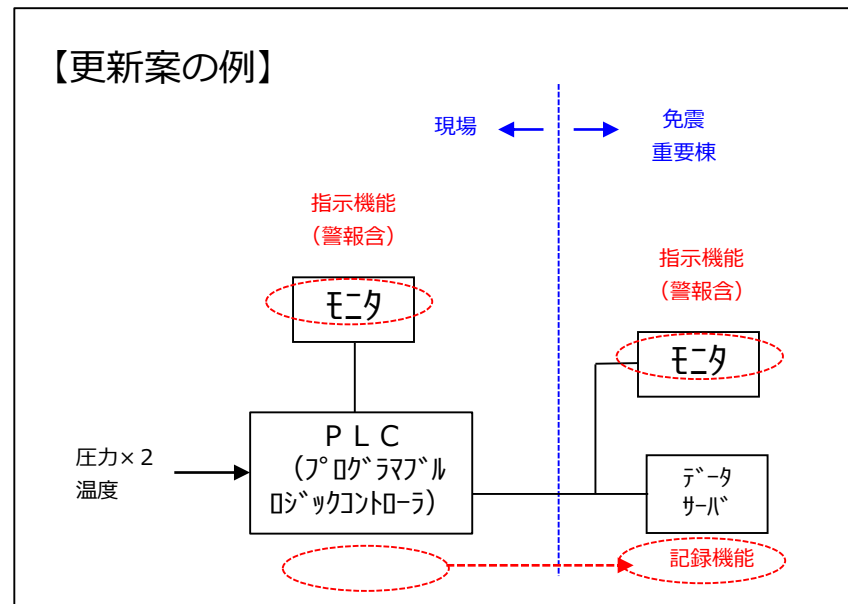 【更新案の例】
現場
免震
重要棟
指示機能
（警報含）
ﾓﾆﾀ
指示機能
（警報含）
ﾓﾆﾀ
圧力×２
温度
ＰＬＣ
（ﾌﾟﾛｸﾞﾗﾏﾌﾞﾙ
ﾛｼﾞｯｸｺﾝﾄﾛｰﾗ）
ﾃﾞｰﾀ
ｻｰﾊﾞ
記録機能